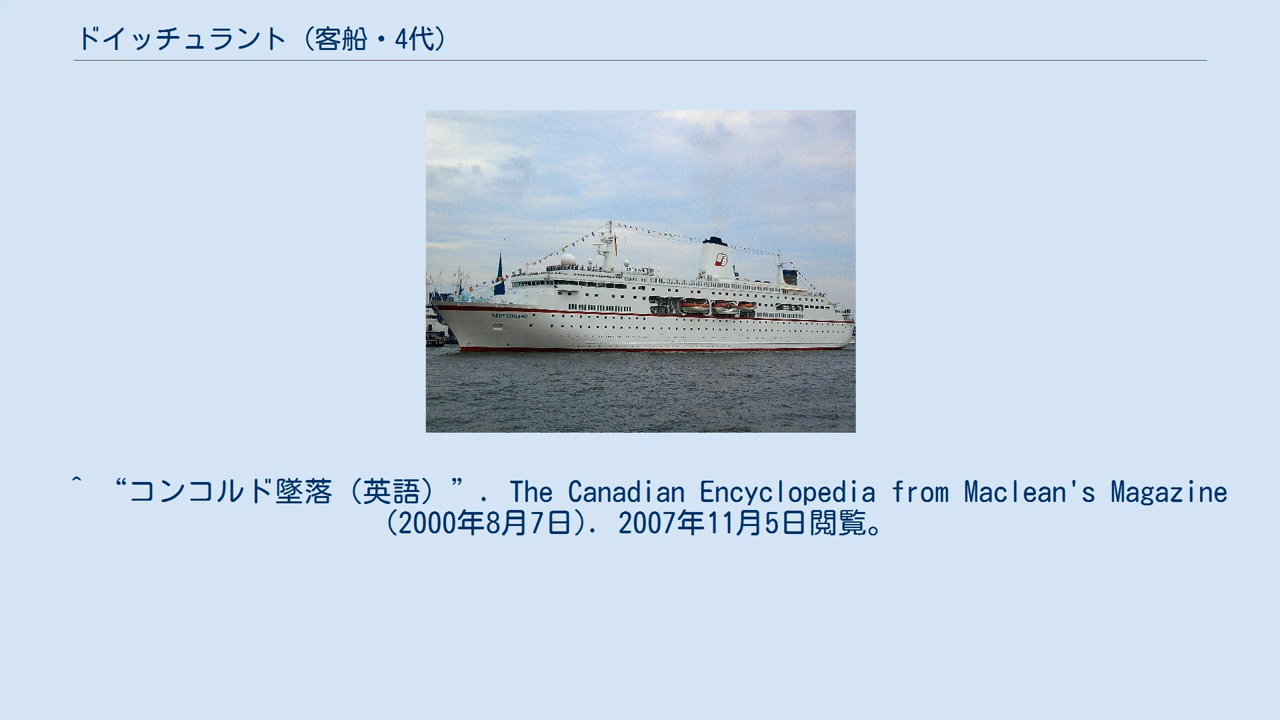 ドイッチュラント（客船・4代）
DEUTSCHLAND
^ “コンコルド墜落（英語）”. The Canadian Encyclopedia from Maclean's Magazine
(2000年8月7日). 2007年11月5日閲覧。